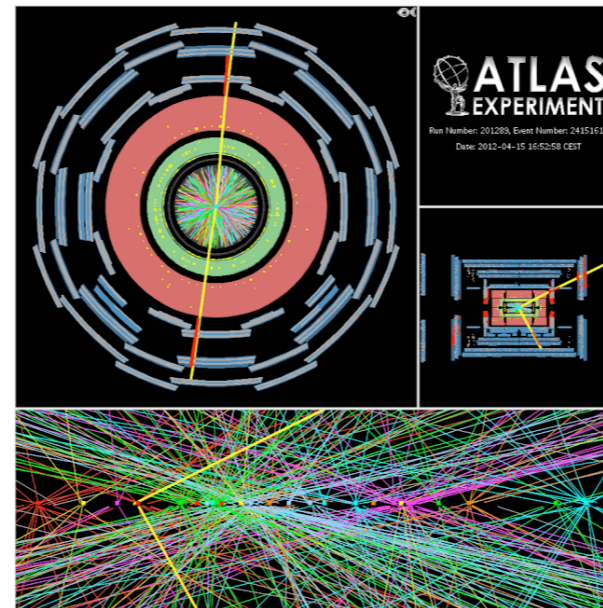 ATLAS
EXPERIMENT
Run Number: 201289, Event Number: 2415161
Date: 2012-04-15 16:52:58 CEST